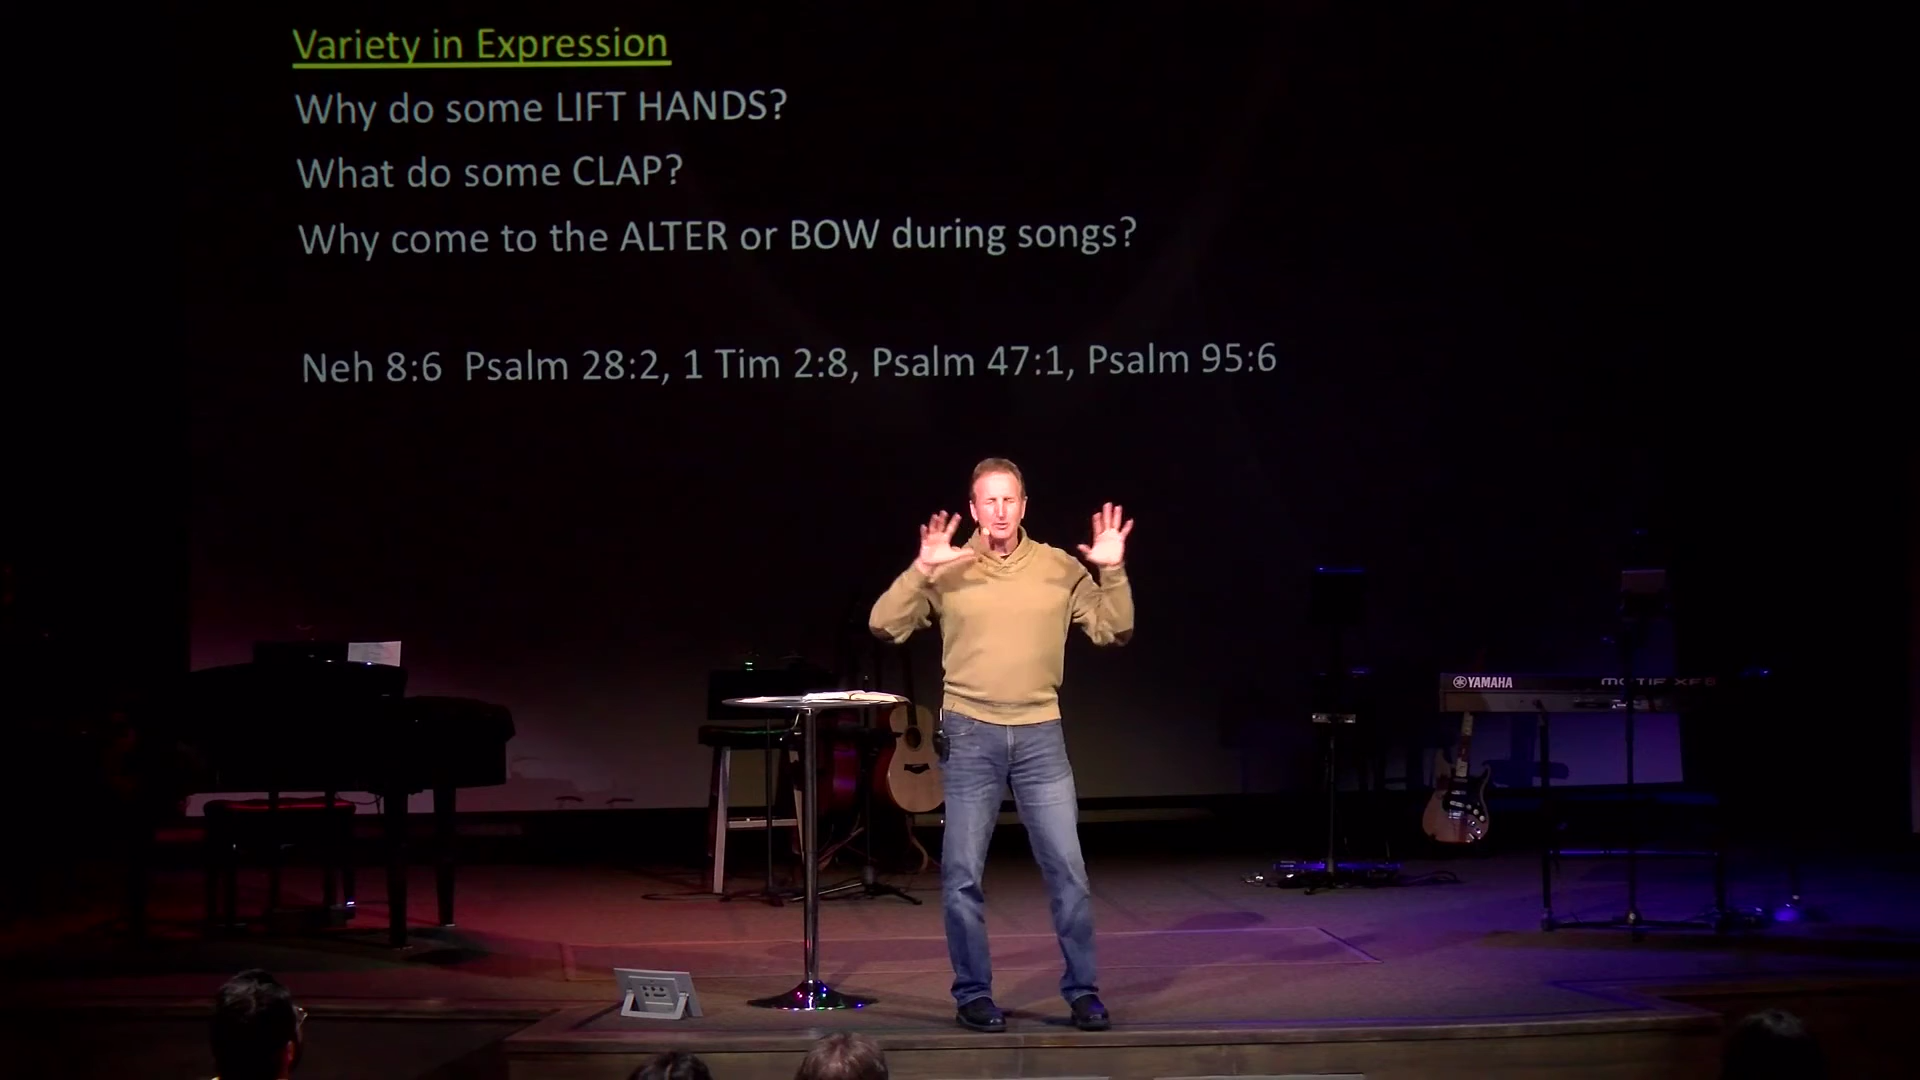 Variety in Expression
Why do some LIFT HANDS?
What do some CLAP?
Why come to the ALTER or BOW during songs?
Neh 8:6 Psalm 28:2, 1 Tim 2:8, Psalm 47:1, Psalm 95:6
YAMAHA MOTIF XF8